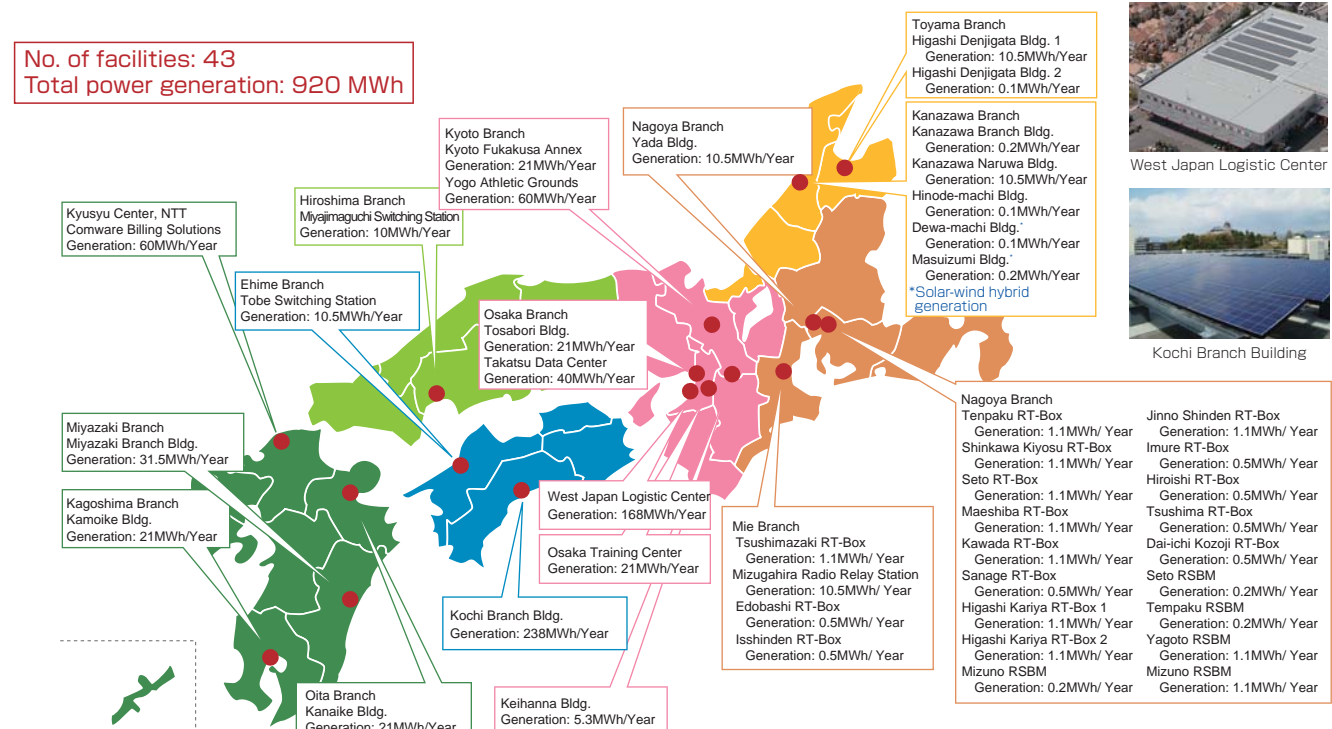 No. of facilities: 43
Total power generation: 920 MWh
Toyama Branch
Higashi Denjigata Bldg. 1
Generation: 10.5MWh/Year
Higashi Denjigata Bldg. 2
Generation: 0.1MWh/Year
Kanazawa Branch
Kanazawa Branch Bldg.
Generation: 0.2MWh/Year
Kanazawa Naruwa Bldg.
Generation: 10.5MWh/Year
Hinode-machi Bldg.
Generation: 0.1MWh/Year
Dewa-machi Bldg.*
Generation: 0.1MWh/Year
Masuizumi Bldg.*
Generation: 0.2MWh/Year
*Solar-wind hybrid
generation
West Japan Logistic Center
Kochi Branch Building
Nagoya Branch
Yada Bldg.
Generation: 10.5MWh/Year
Kyoto Branch
Kyoto Fukakusa Annex
Generation: 21MWh/Year
Yogo Athletic Grounds
Generation: 60MWh/Year
Hiroshima Branch
Miyajimaguchi Switching Station
Generation: 10MWh/Year
Kyusyu Center, NTT
Comware Billing Solutions
Generation: 60MWh/Year
Ehime Branch
Tobe Switching Station
Generation: 10.5MWh/Year
Osaka Branch
Tosabori Bldg.
Generation: 21MWh/Year
Takatsu Data Center
Generation: 40MWh/Year
Miyazaki Branch
Miyazaki Branch Bldg.
Generation: 31.5MWh/Year
Kagoshima Branch
Kamoike Bldg.
Generation: 21MWh/Year
West Japan Logistic Center
Generation: 168MWh/Year
Osaka Training Center
Generation: 21MWh/Year
Kochi Branch Bldg.
Generation: 238MWh/Year
Oita Branch
Kanaike Bldg.
Generation: 21MWh/Year
Keihanna Bldg.
Generation: 5.3MWh/Year
Mie Branch
Tsushimazaki RT-Box
Generation: 1.1MWh/ Year
Mizugahira Radio Relay Station
Generation: 10.5MWh/ Year
Edobashi RT-Box
Generation: 0.5MWh/ Year
Isshinden RT-Box
Generation: 0.5MWh/ Year
Nagoya Branch
Tenpaku RT-Box
Generation: 1.1MWh/ Year
Shinkawa Kiyosu RT-Box
Generation: 1.1MWh/ Year
Seto RT-Box
Generation: 1.1MWh/ Year
Maeshiba RT-Box
Generation: 1.1MWh/ Year
Kawada RT-Box
Generation: 1.1MWh/ Year
Sanage RT-Box
Generation: 0.5MWh/ Year
Higashi Kariya RT-Box 1
Generation: 1.1MWh/ Year
Higashi Kariya RT-Box 2
Generation: 1.1MWh/ Year
Mizuno RSBM
Generation: 0.2MWh/ Year
Jinno Shinden RT-Box
Generation: 1.1MWh/ Year
Imure RT-Box
Generation: 0.5MWh/ Year
Hiroishi RT-Box
Generation: 0.5MWh/ Year
Tsushima RT-Box
Generation: 0.5MWh/ Year
Dai-ichi Kozoji RT-Box
Generation: 0.5MWh/ Year
Seto RSBM
Generation: 0.2MWh/ Year
Tempaku RSBM
Generation: 0.2MWh/ Year
Yagoto RSBM
Generation: 1.1MWh/ Year
Mizuno RSBM
Generation: 1.1MWh/ Year